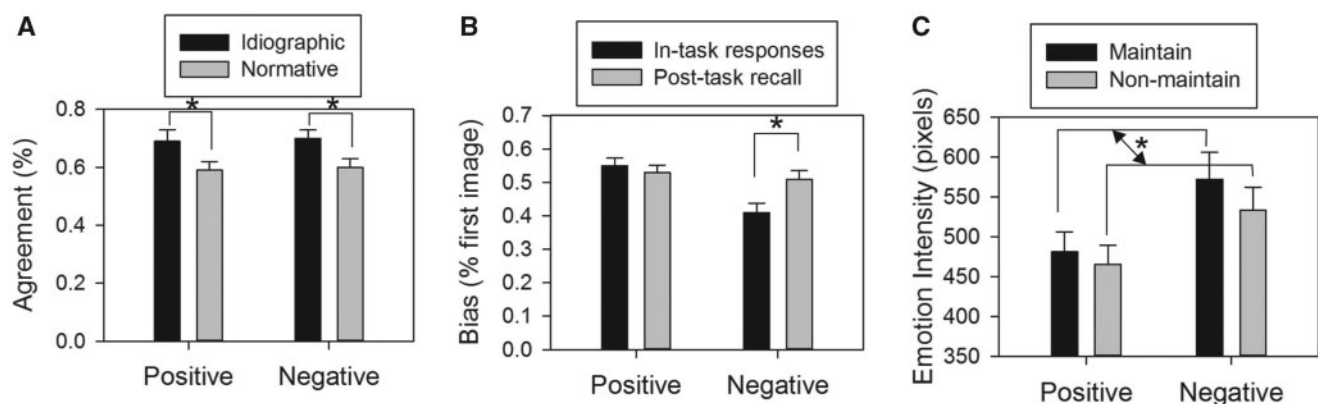 A
Idiographic
Normative
Agreement (%)
0.8
0.6
0.4
0.2
0.0
*
*
Positive
Negative
B
In-task responses
Post-task recall
Bias (% first image)
0.7
0.6
0.5
0.4
0.3
0.2
0.1
0.0
*
Positive
Negative
C
Maintain
Non-maintain
Emotion Intensity (pixels)
650
600
550
500
450
400
350
*
Positive
Negative